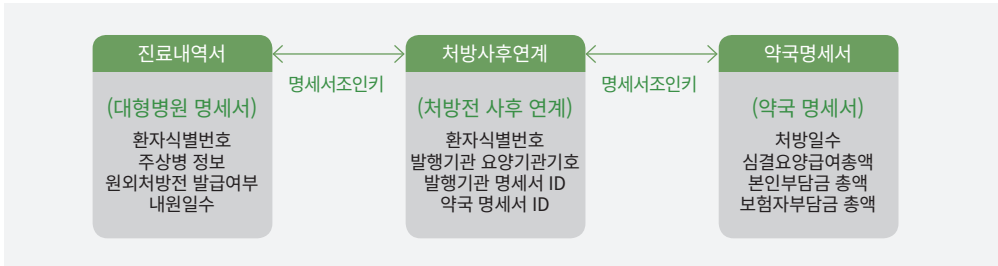 진료내역서
(대형병원 명세서)
환자식별번호
주상병 정보
원외처방전 발급여부
내원일수
명세서조인키
처방사후연계
(처방전 사후 연계)
환자식별번호
발행기관 요양기관기호
발행기관 명세서 ID
약국 명세서 ID
명세서조인키
약국명세서
(약국 명세서)
처방일수
심결요양급여총액
본인부담금 총액
보험자부담금 총액